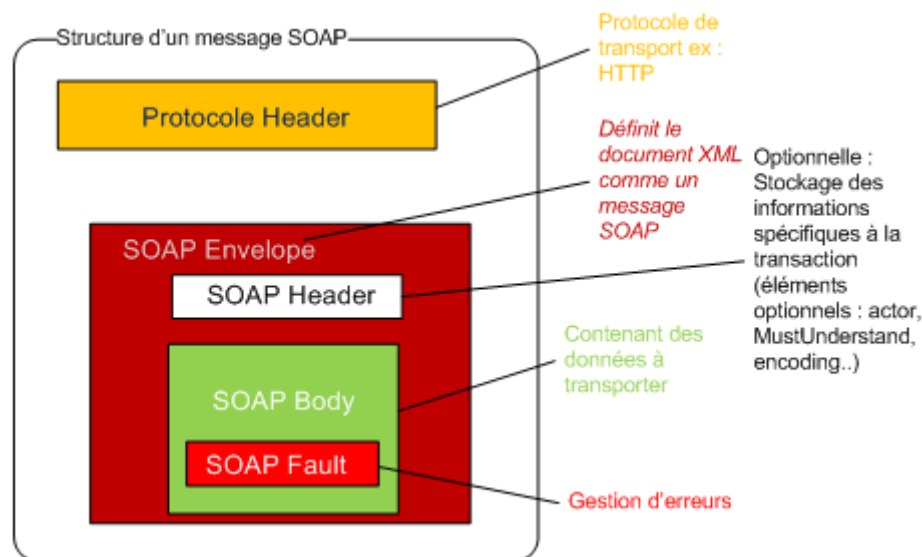 Structure d'un message SOAP
Protocole de
transport ex :
HTTP
Protocole Header
Définit le
document XML
comme un
message
SOAP
Optionnelle :
Stockage des
informations
spécifiques à la
transaction
(éléments
optionnels : actor,
MustUnderstand,
encoding..)
SOAP Envelope
SOAP Header
Contenant des
données à
transporter
SOAP Body
SOAP Fault
Gestion d'erreurs